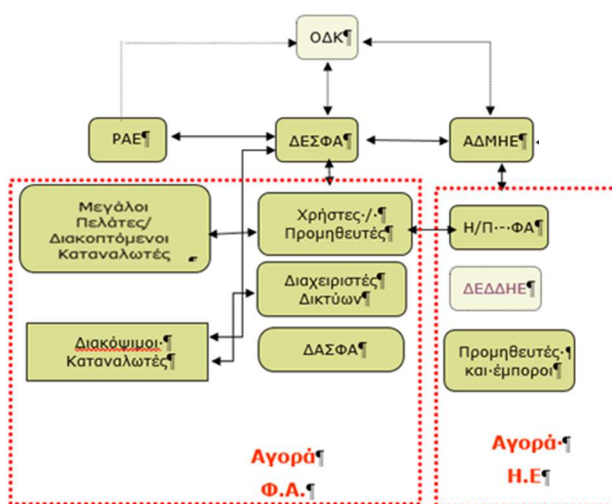 ΟΔΚ¶
ΡΑΕ¶
ΔΕΣΦΑ¶
ΑΔΜΗΕ¶
Μεγάλοι
Πελάτες/
Διακοπτόμενοι
Καταναλωτές ¶
Χρήστες·/·¶
Προμηθευτές¶
Η/Π·-·ΦΑ¶
Διαχειριστές¶
Δικτύων¶
ΔΕΔΔΗΕ¶
Διακόψιμοι·¶
Καταναλωτές¶
ΔΑΣΦΑ¶
Προμηθευτές·¶
και·έμποροι¶
Αγορά¶
Φ.Α.¶
Αγορά·¶
Η.Ε¶